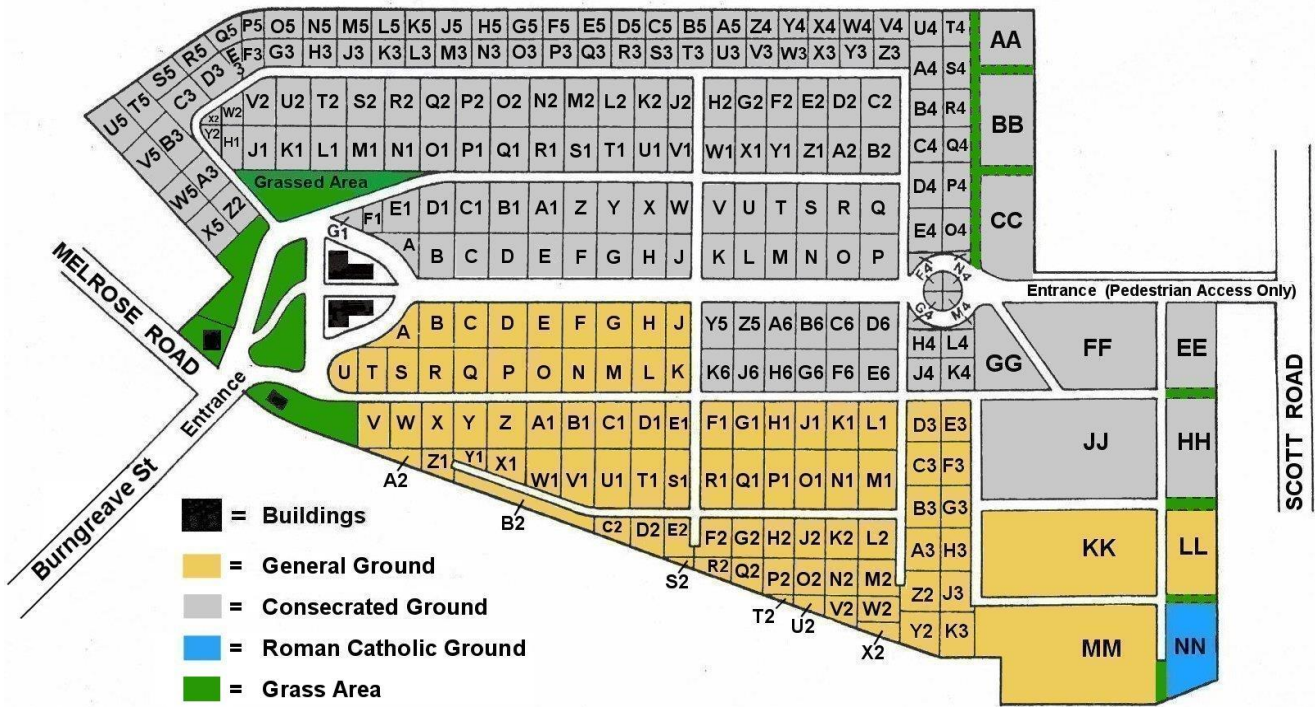 P5 O5 N5 M5 L5 K5 J5 H5 G5 F5 E5 D5 C5 B5 A5 Z4 Y4 X4 W4 V4 U4 T4 AA
U5 T5 S5 R5 Q5
F3 G3 H3 J3 K3 L3 M3 N3 O3 P3 Q3 R3 S3 T3 U3 V3 W3 X3 Y3 Z3 A4 S4
C3 D3 E3
X2 W2 V2 U2 T2 S2 R2 Q2 P2 O2 N2 M2 L2 K2 J2 H2 G2 F2 E2 D2 C2 B4 R4 BB
V5 B3 Y2 H1 J1 K1 L1 M1 N1 O1 P1 Q1 R1 S1 T1 U1 V1 W1 X1 Y1 Z1 A2 B2 C4 Q4
W5 A3 Grassed Area D4 P4
X5 Z2 G1 F1 E1 D1 C1 B1 A1 Z Y X W V U T S R Q E4 O4 CC
A B C D E F G H J K L M N O P F4 N4
MELROSE ROAD
Entrance (Pedestrian Access Only)
G4 M4
A B C D E F G H J Y5 Z5 A6 B6 C6 D6 H4 L4 FF EE
U T S R Q P O N M L K K6 J6 H6 G6 F6 E6 J4 K4 GG
Entrance
SCOTT ROAD
V W X Y Z A1 B1 C1 D1 E1 F1 G1 H1 J1 K1 L1 D3 E3 JJ HH
A2 Z1 Y1 X1 W1 V1 U1 T1 S1 R1 Q1 P1 O1 N1 M1 C3 F3
Burngreave St
B2 B3 G3
C2 D2 E2 F2 G2 H2 J2 K2 L2 A3 H3 KK LL
S2 R2 Q2 P2 O2 N2 M2 Z2 J3
T2 U2 V2 W2 X2 Y2 K3 MM NN
= Buildings
= General Ground
= Consecrated Ground
= Roman Catholic Ground
= Grass Area